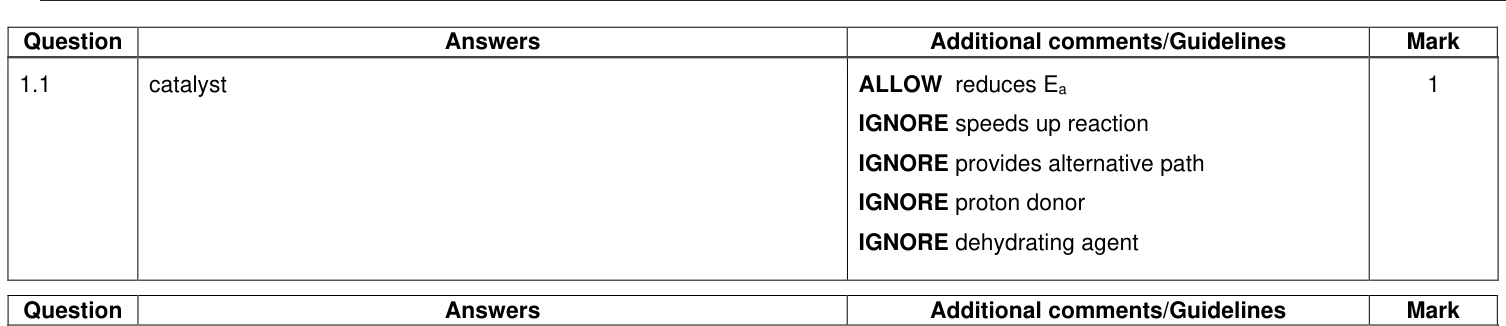 Question Answers Additional comments/Guidelines Mark
1.1 catalyst ALLOW reduces Eₐ 1
IGNORE speeds up reaction
IGNORE provides alternative path
IGNORE proton donor
IGNORE dehydrating agent
Question Answers Additional comments/Guidelines Mark